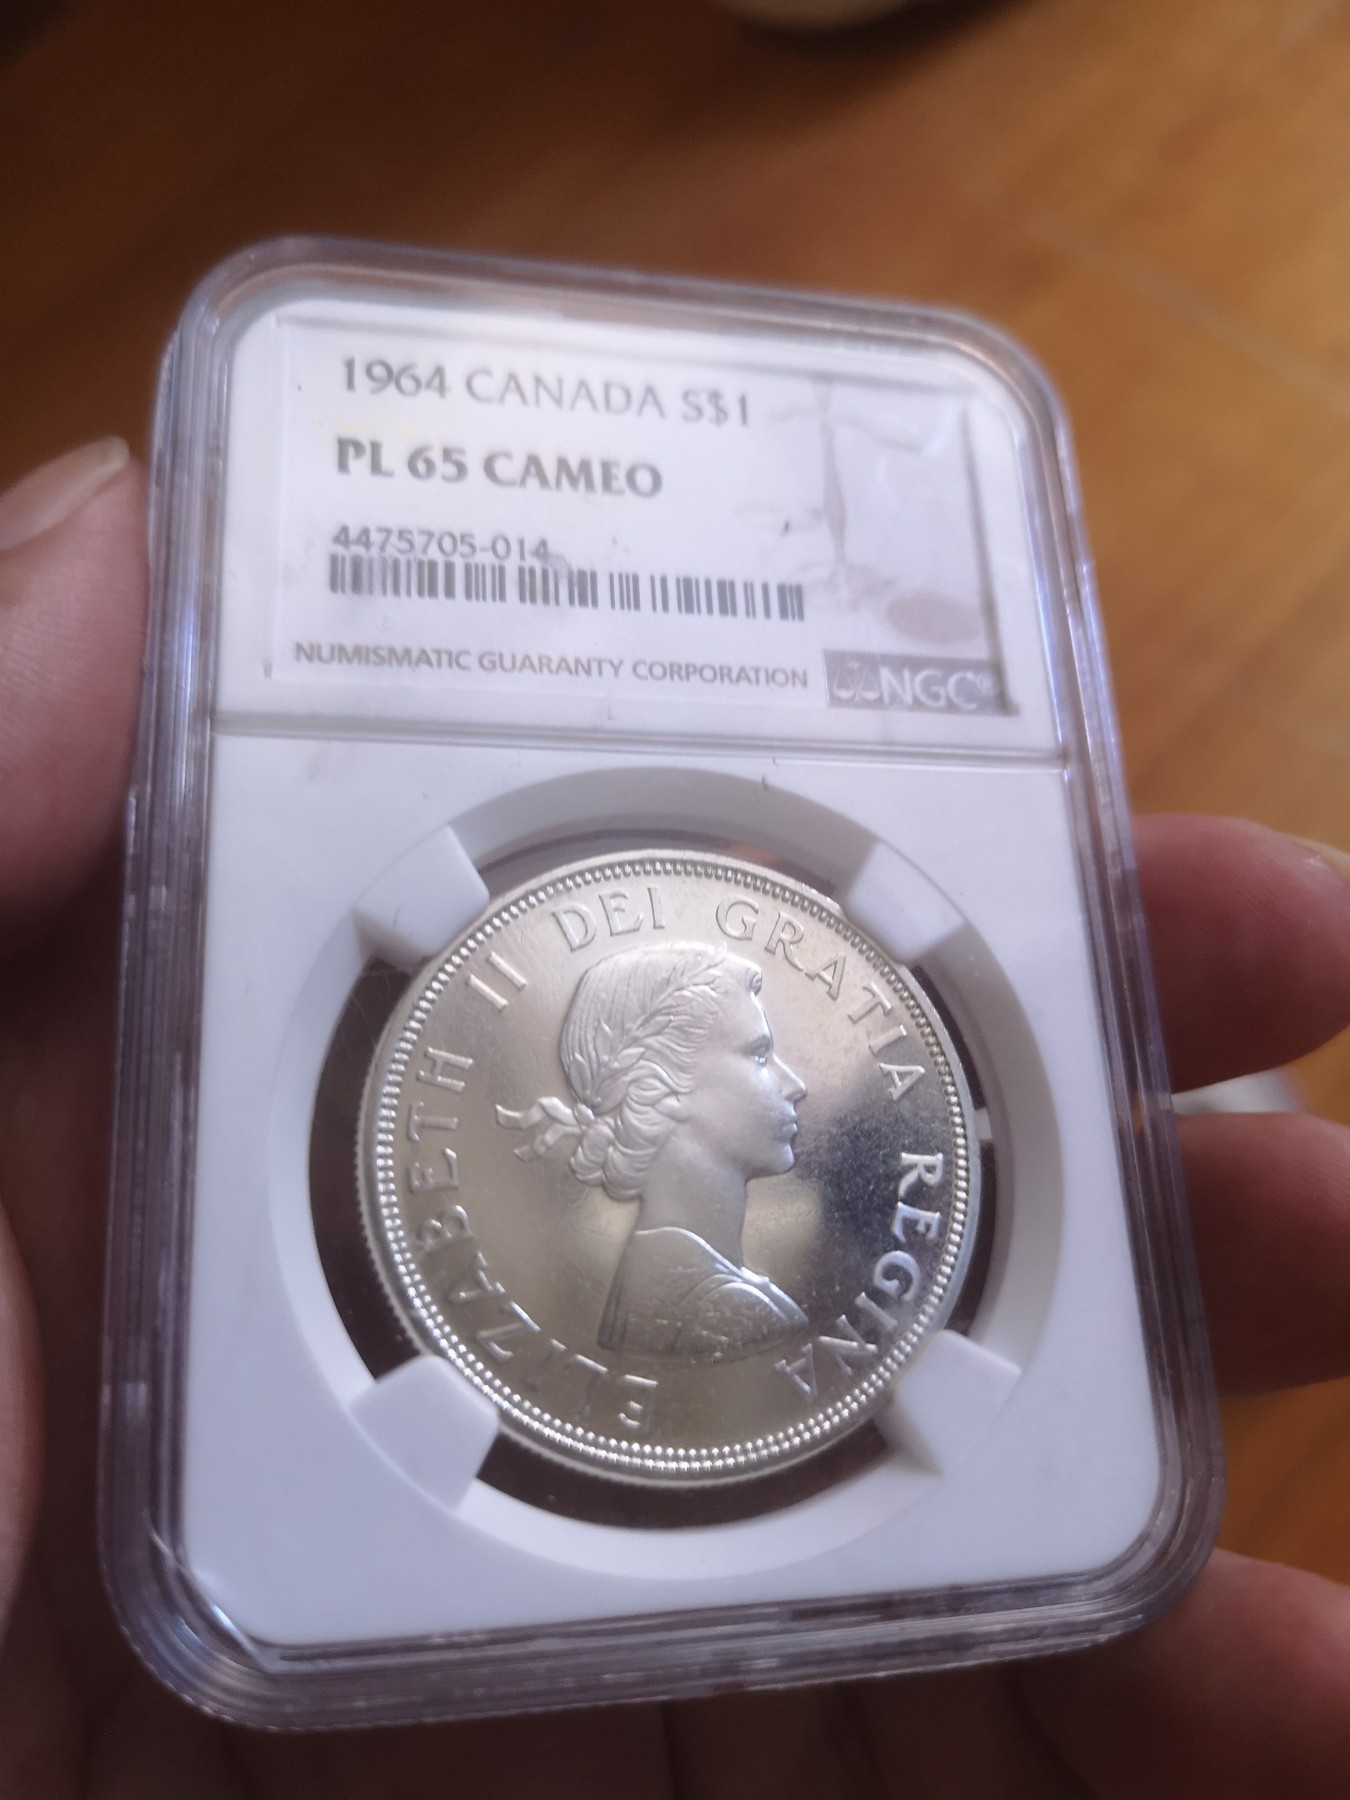 1964 CANADA S$1
PL 65 CAMEO
4475705-014
NUMISMATIC GUARANTY CORPORATION
NGC®
ELIZABETH II DEI GRATIA REGINA